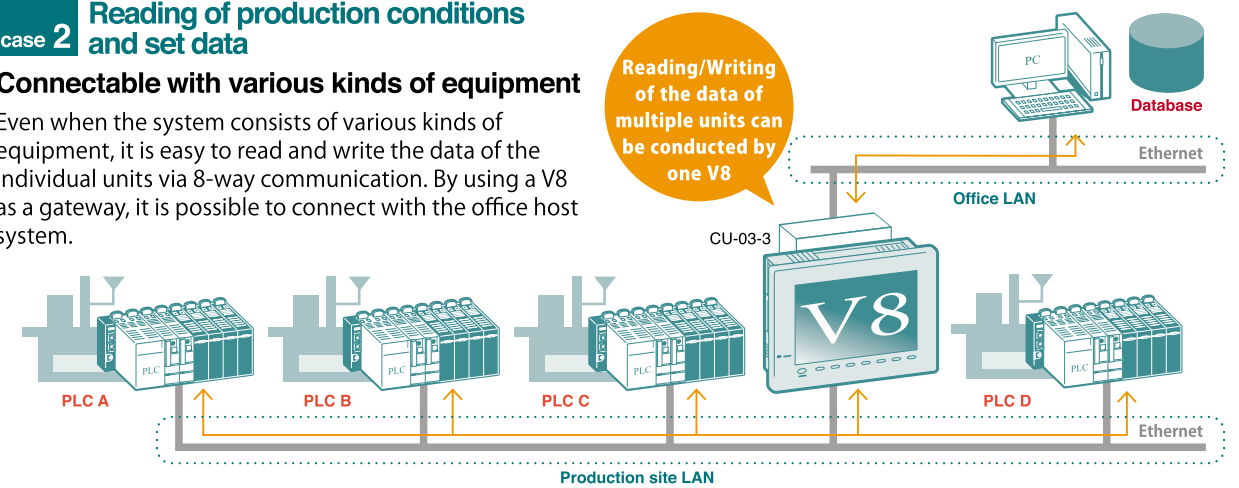 case 2
Reading of production conditions
and set data
Connectable with various kinds of equipment
Even when the system consists of various kinds of
equipment, it is easy to read and write the data of the
individual units via 8-way communication. By using a V8
as a gateway, it is possible to connect with the office host
system.
Reading/Writing
of the data of
multiple units can
be conducted by
one V8
PC
Database
Ethernet
Office LAN
CU-03-3
V8
PLC
PLC
PLC
PLC
PLC A
PLC B
PLC C
PLC D
Ethernet
Production site LAN